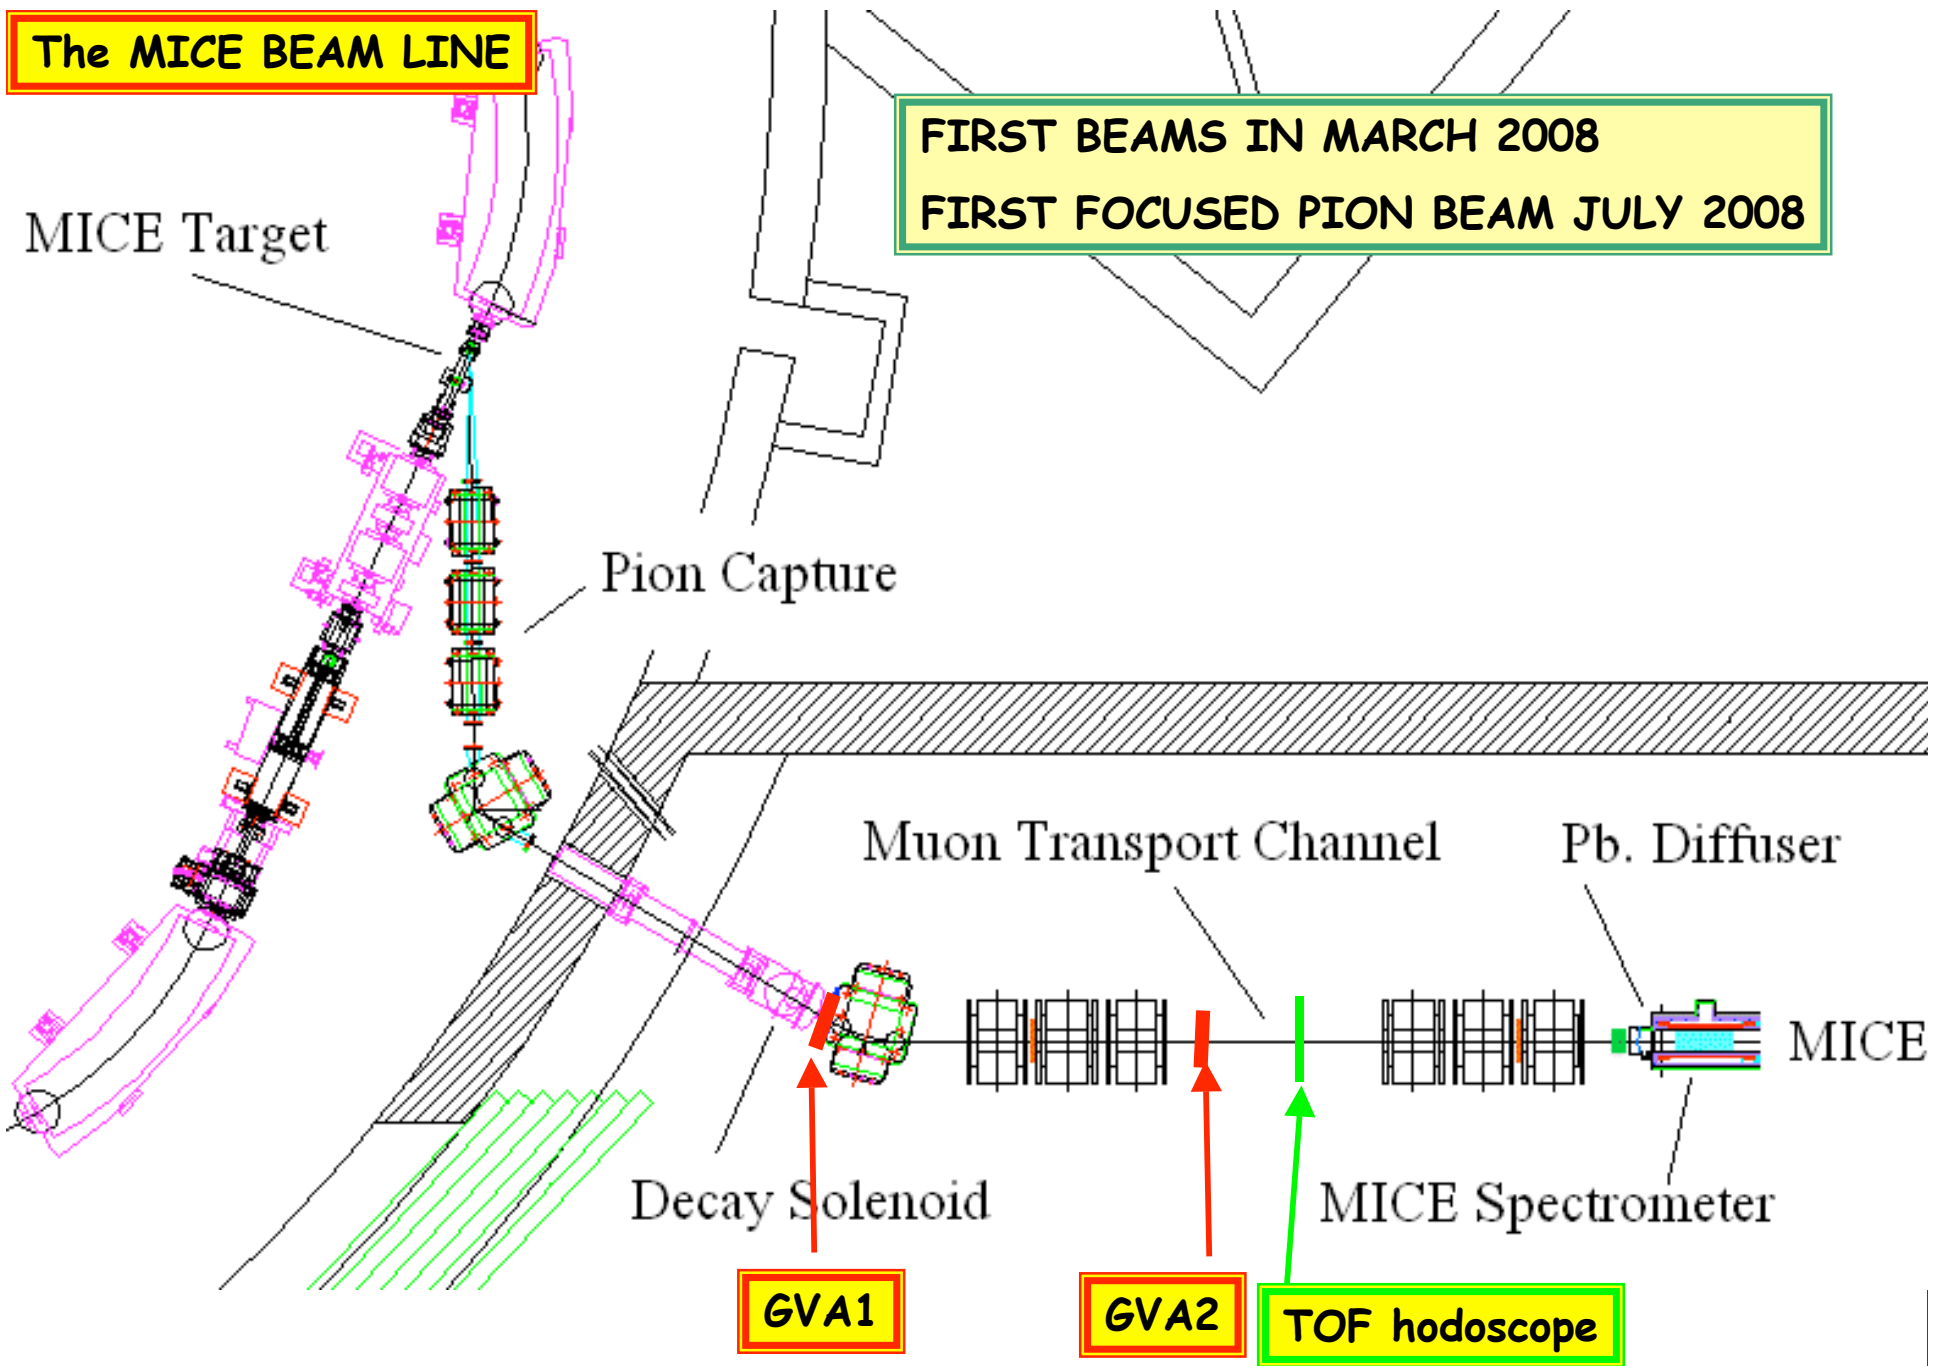 The MICE BEAM LINE
FIRST BEAMS IN MARCH 2008
FIRST FOCUSED PION BEAM JULY 2008
MICE Target
Pion Capture
Muon Transport Channel
Pb. Diffuser
MICE
Decay Solenoid
MICE Spectrometer
GVA1
GVA2
TOF hodoscope